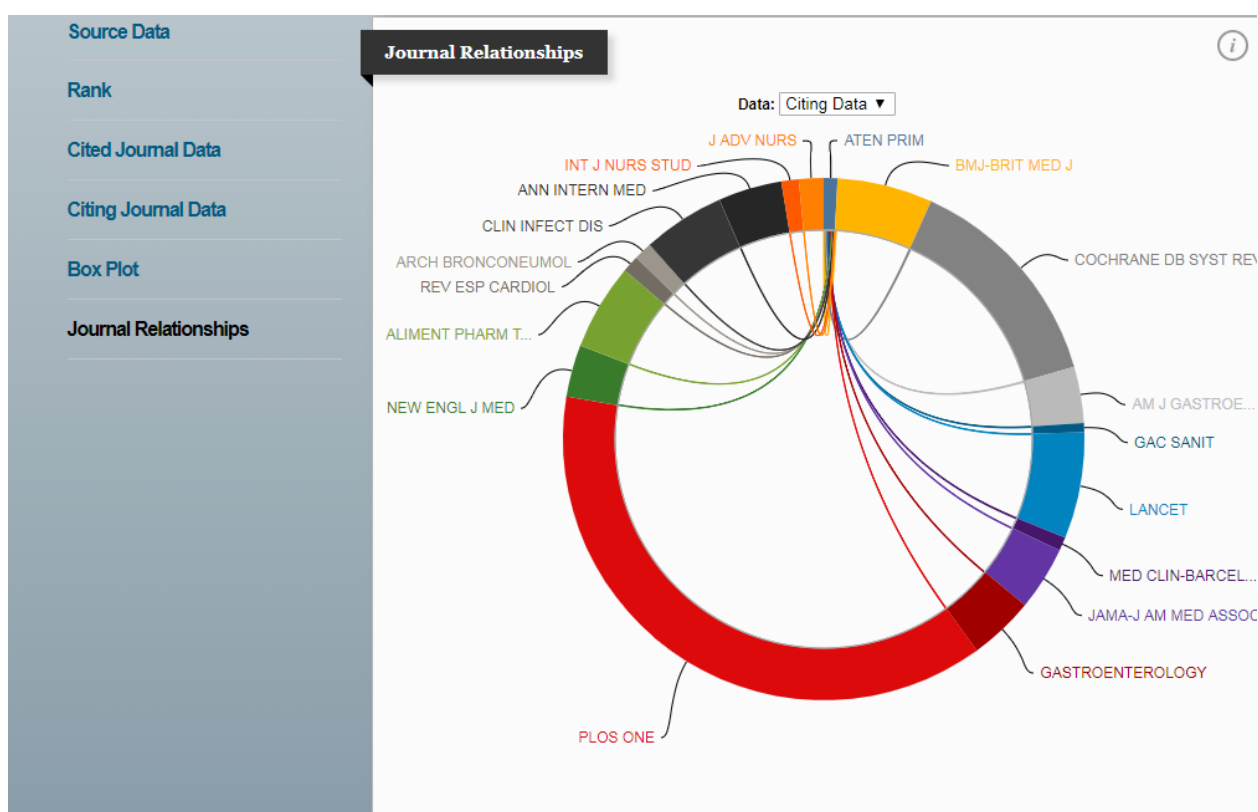 Source Data
Rank
Cited Journal Data
Citing Journal Data
Box Plot
Journal Relationships
Journal Relationships
i
Data: Citing Data ▼
J ADV NURS
ATEN PRIM
INT J NURS STUD
BMJ-BRIT MED J
ANN INTERN MED
CLIN INFECT DIS
COCHRANE DB SYST REV
ARCH BRONCONEUMOL
REV ESP CARDIOL
ALIMENT PHARM T...
AM J GASTROE...
NEW ENGL J MED
GAC SANIT
LANCET
MED CLIN-BARCEL...
JAMA-J AM MED ASSOC
GASTROENTEROLOGY
PLOS ONE